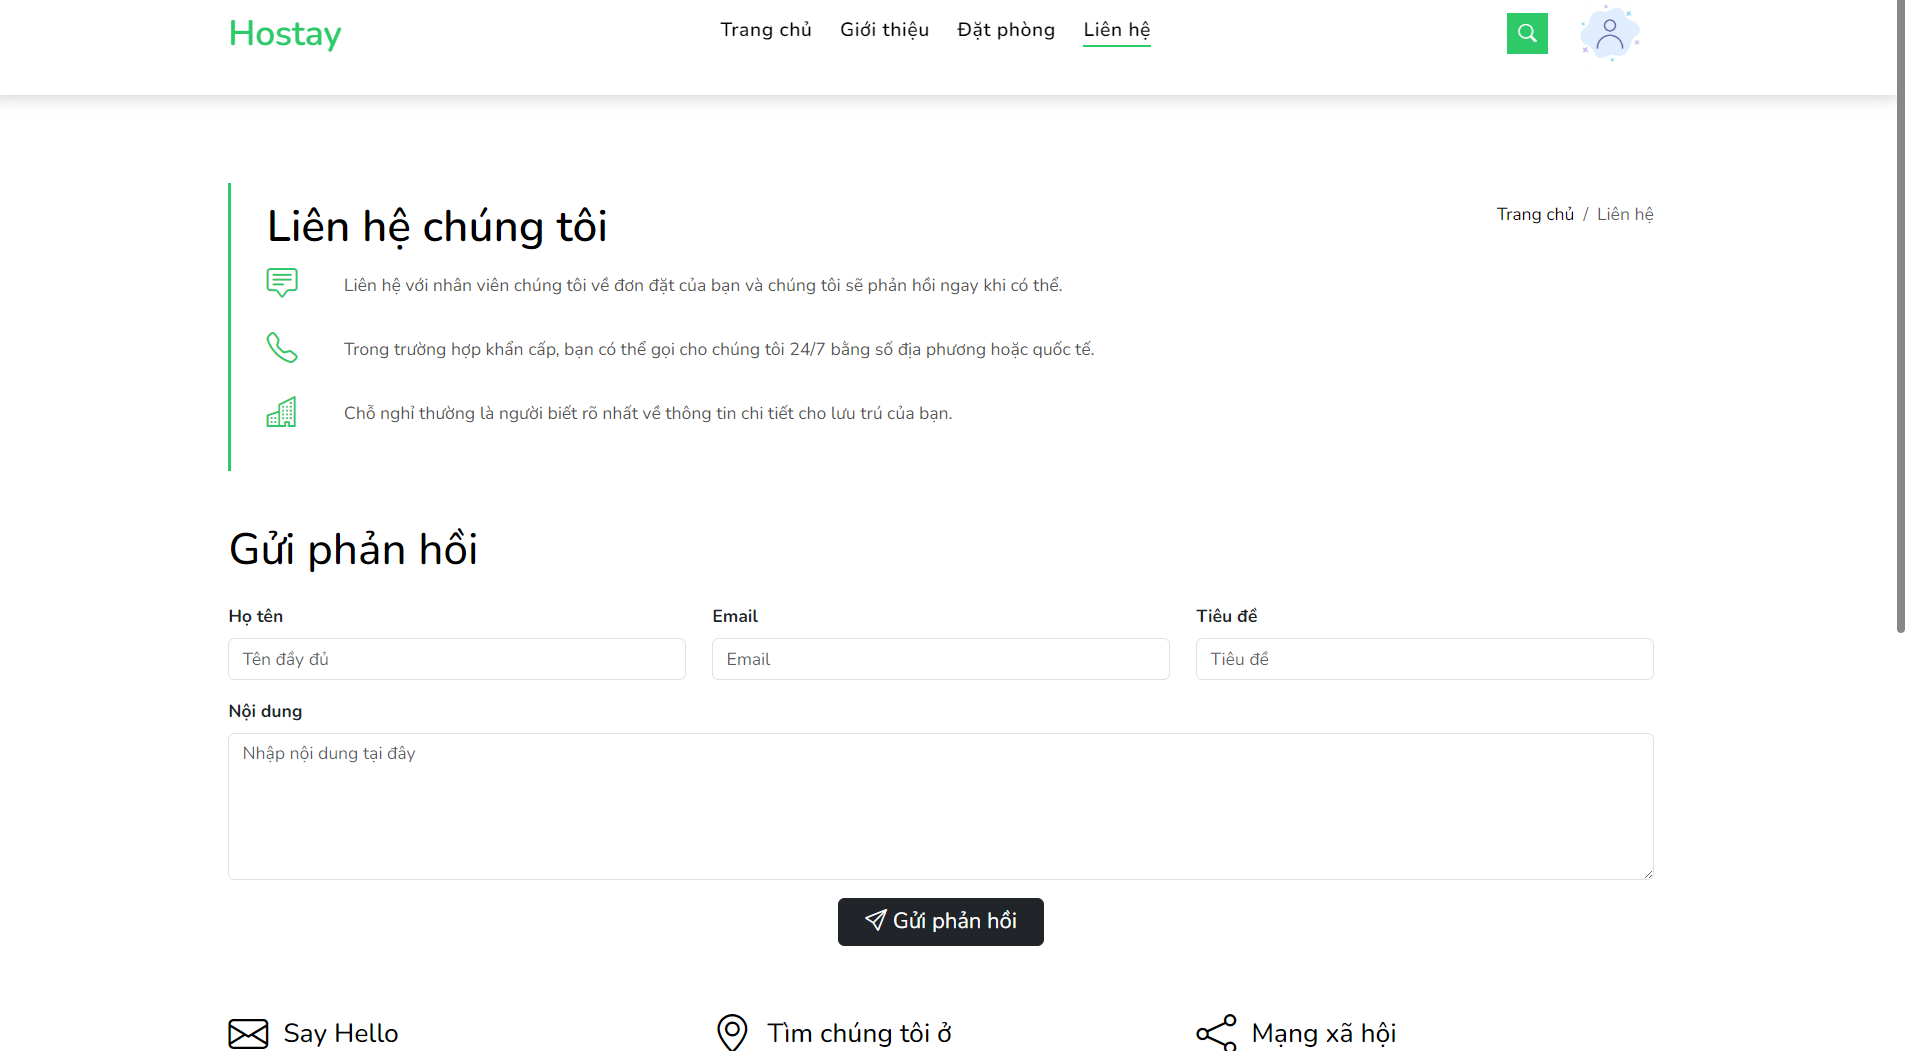 Hostay
Trang chủ
Giới thiệu
Đặt phòng
Liên hệ
Liên hệ chúng tôi
Trang chủ / Liên hệ
Liên hệ với nhân viên chúng tôi về đơn đặt của bạn và chúng tôi sẽ phản hồi ngay khi có thể.
Trong trường hợp khẩn cấp, bạn có thể gọi cho chúng tôi 24/7 bằng số địa phương hoặc quốc tế.
Chỗ nghỉ thường là người biết rõ nhất về thông tin chi tiết cho lưu trú của bạn.
Gửi phản hồi
Họ tên
Email
Tiêu đề
Tên đầy đủ
Email
Tiêu đề
Nội dung
Nhập nội dung tại đây
Gửi phản hồi
Say Hello
Tìm chúng tôi ở
Mạng xã hội